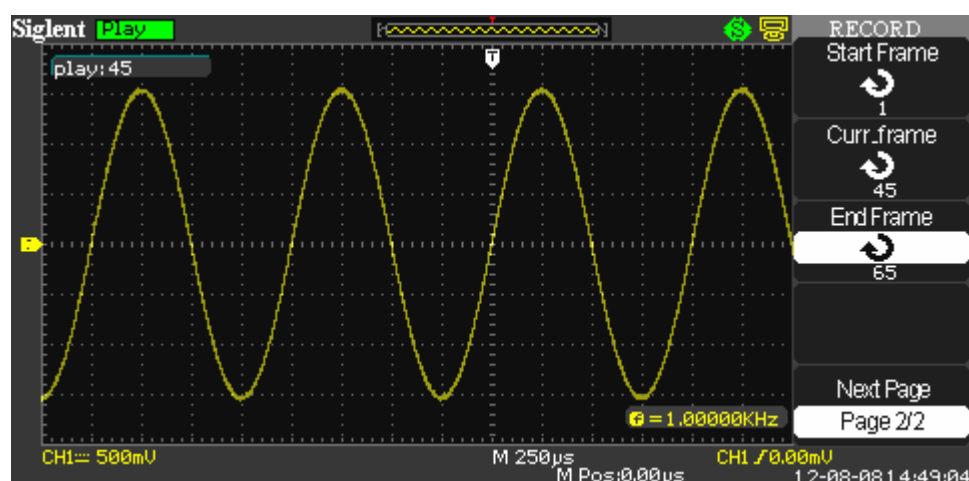 Siglent Play
RECORD
play:45
T
Start Frame
1
Curr_frame
45
End Frame
65
Next Page
Page 2/2
f = 1.00000KHz
CH1 500mV
M 250µs
CH1 0.00mV
M Pos:0.00µs
12-08-08 14:49:04